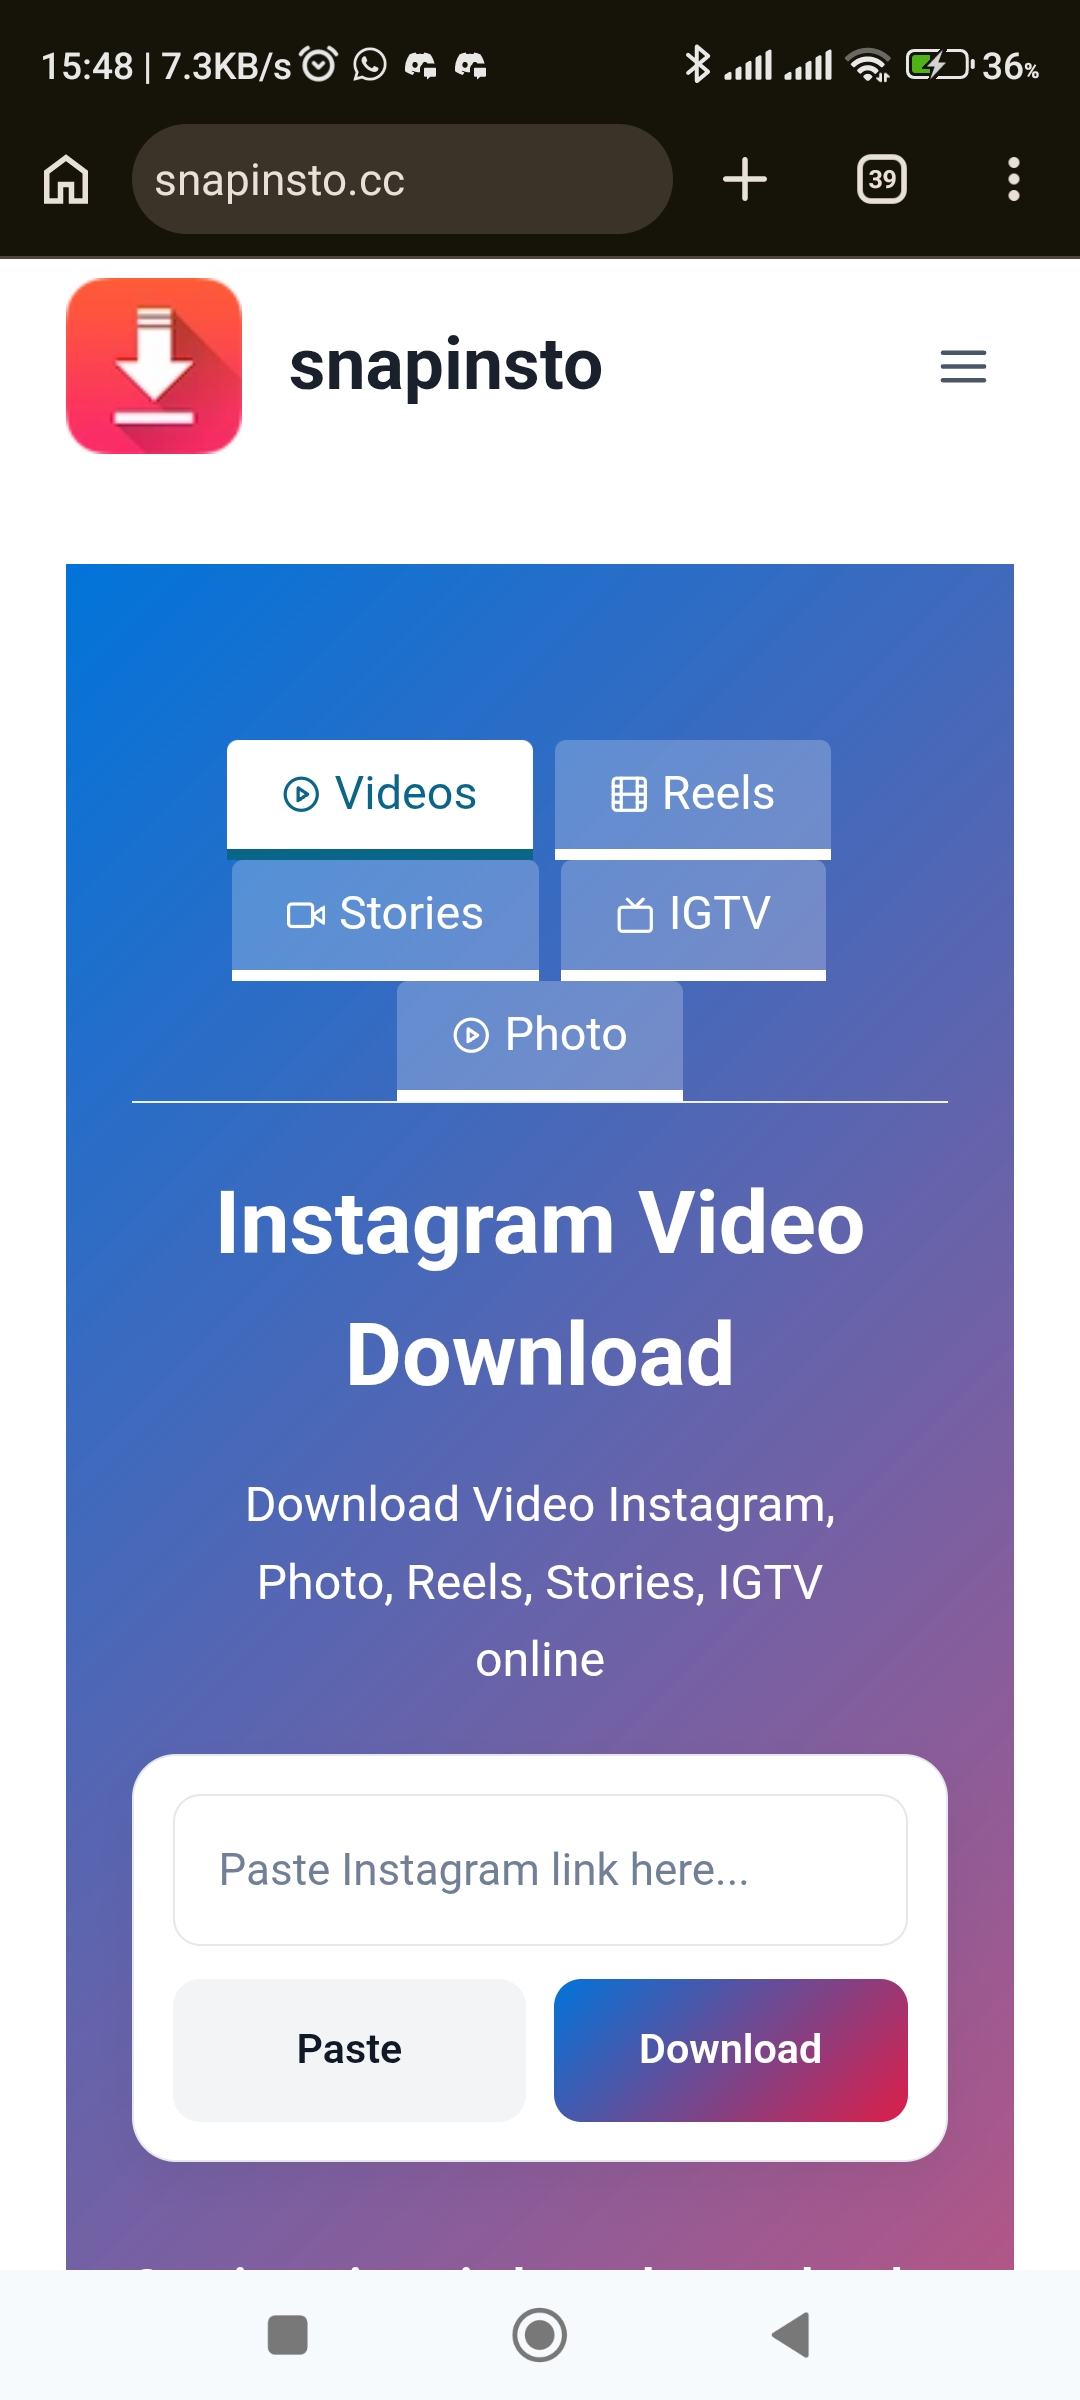 15:48 | 7.3KB/s
36%
snapinsto.cc
39
snapinsto
Videos
Reels
Stories
IGTV
Photo
Instagram Video
Download
Download Video Instagram,
Photo, Reels, Stories, IGTV
online
Paste Instagram link here...
Paste
Download